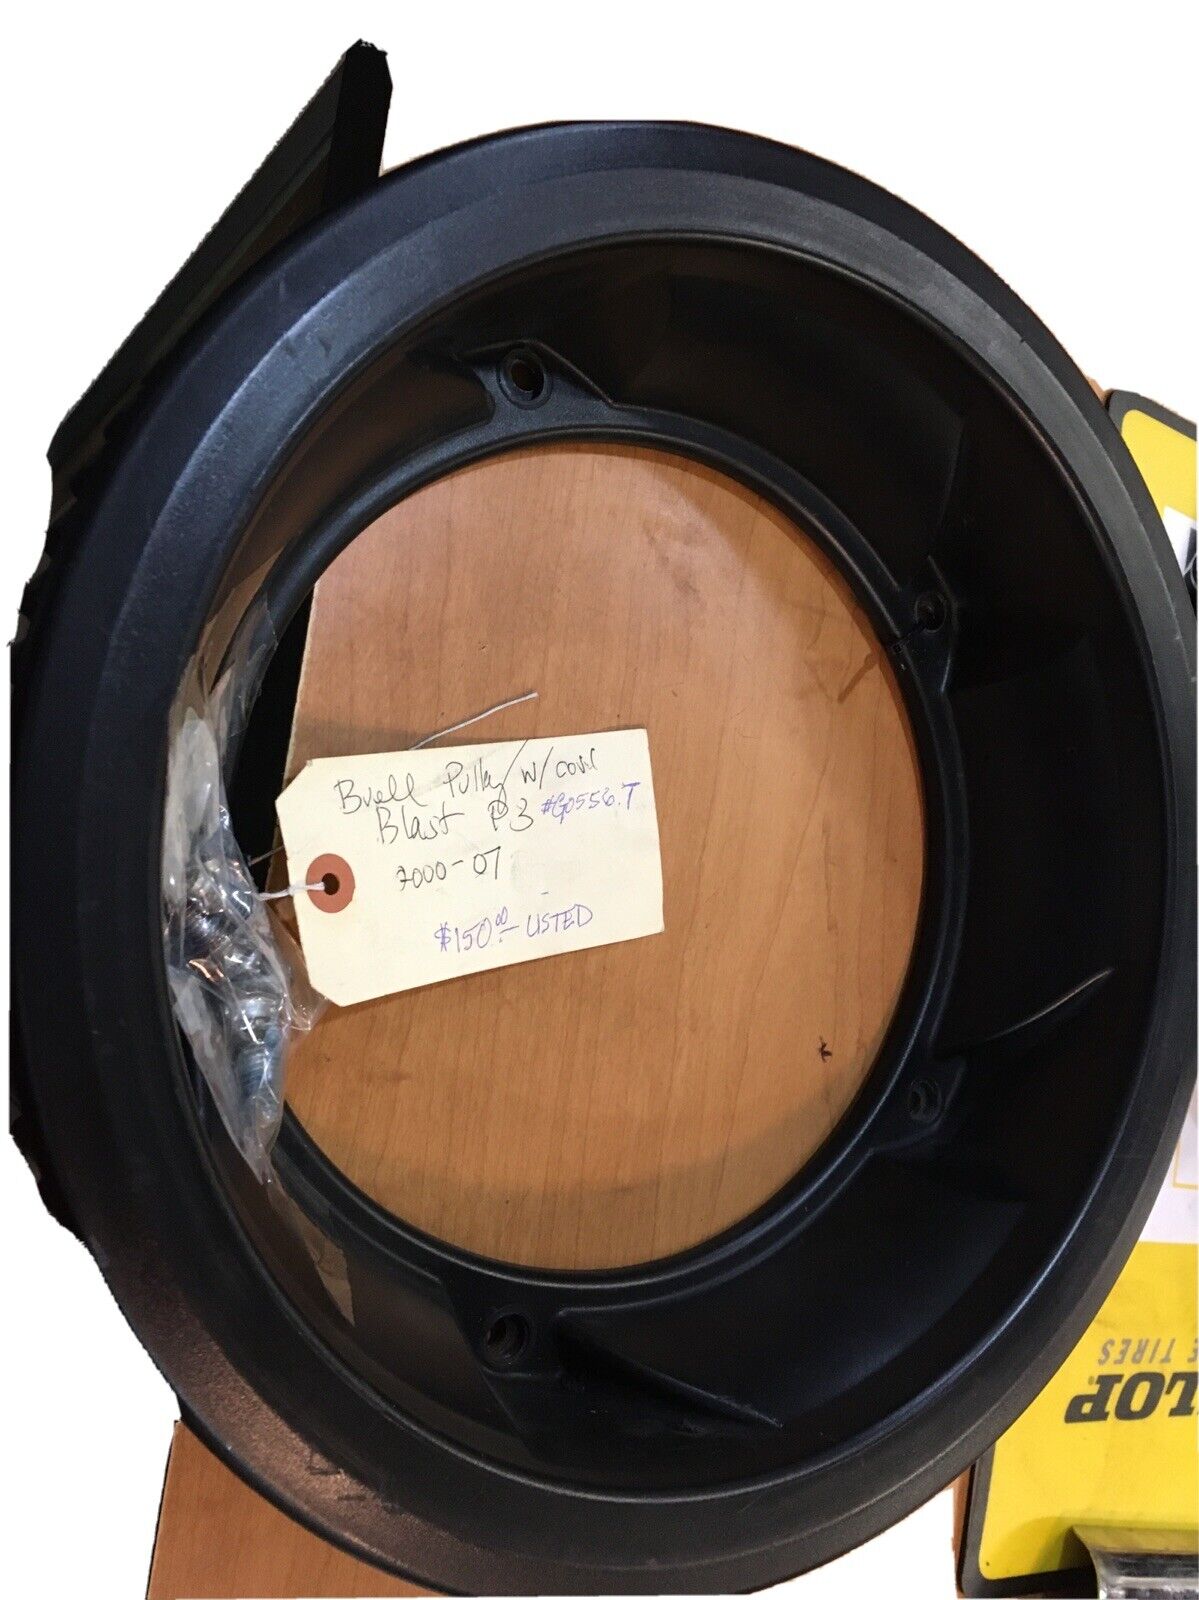 Buell Pulley/w/cover
Blast P3 #G0556.T
2000-07
$150.00- LISTED
E TIRES
LOP